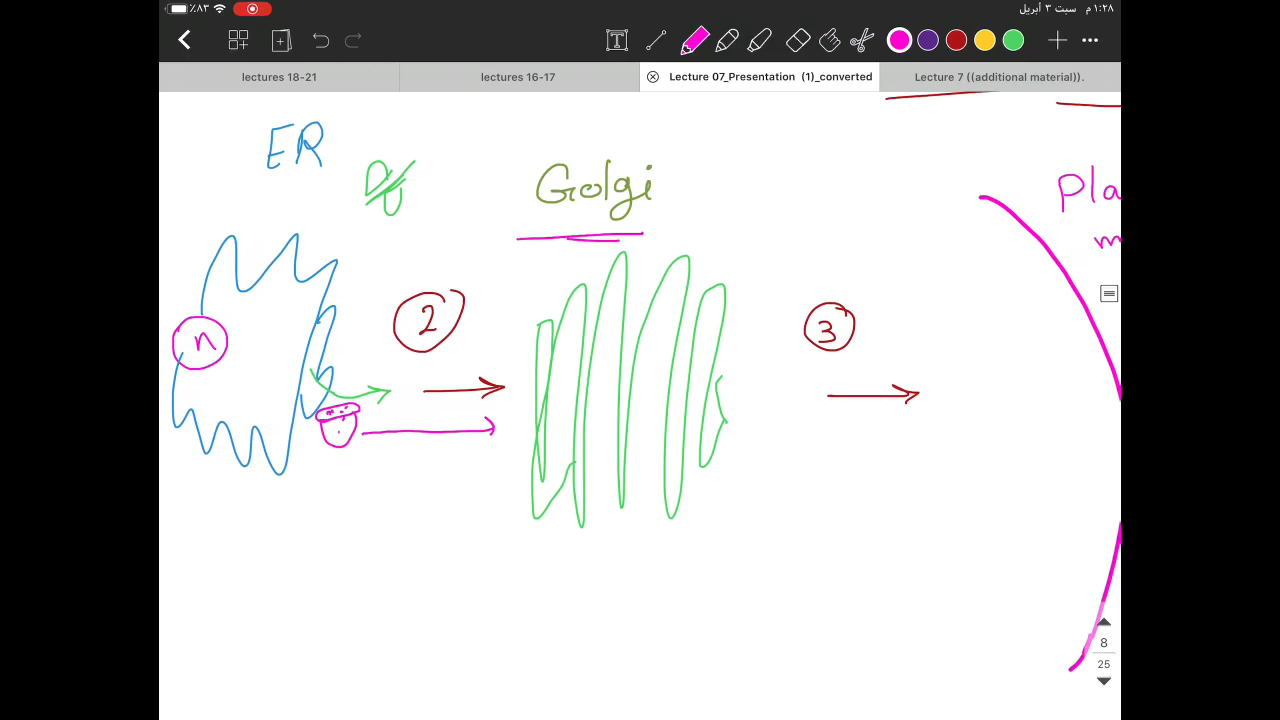 ٪٨٣ سبت ٣ أبريل ١:٢٨ م
lectures 18-21 lectures 16-17 Lecture 07_Presentation (1)_converted Lecture 7 ((additional material)).
ER
Golgi
Pla
m
n 2 3
8
25